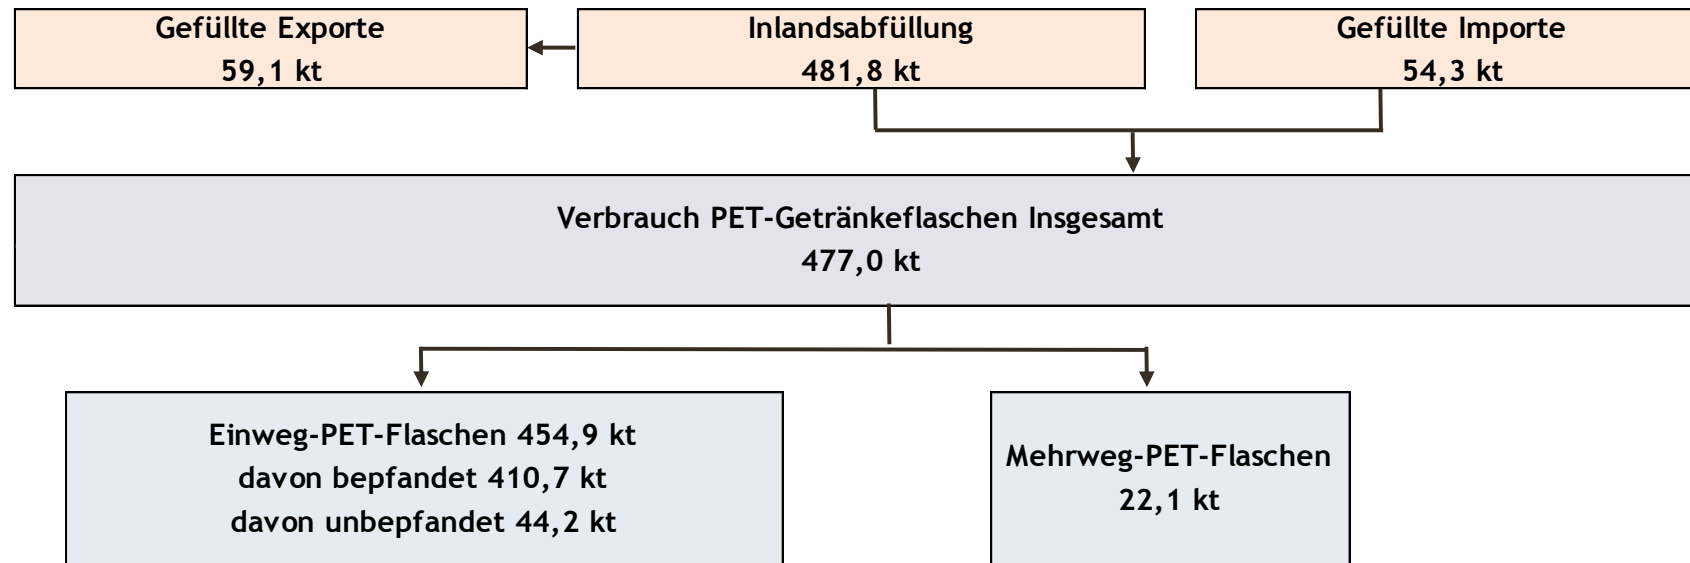 Gefüllte Exporte
59,1 kt
Inlandsabfüllung
481,8 kt
Gefüllte Importe
54,3 kt
Verbrauch PET-Getränkeflaschen Insgesamt
477,0 kt
Einweg-PET-Flaschen 454,9 kt
davon bepfandet 410,7 kt
davon unbepfandet 44,2 kt
Mehrweg-PET-Flaschen
22,1 kt